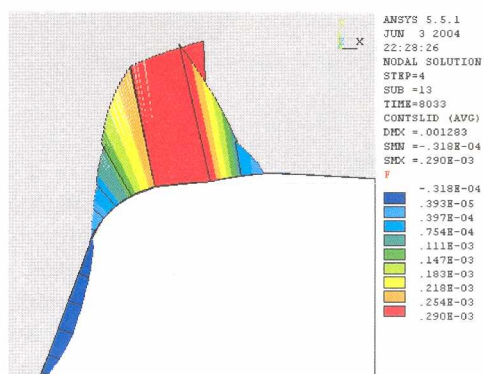 X
ANSYS 5.5.1
JUN 3 2004
22:28:26
NODAL SOLUTION
STEP=4
SUB =13
TIME=8033
CONTSLID (AVG)
DMX =.001283
SMN =-.318E-04
SMX =.290E-03
F
-.318E-04
.393E-05
.397E-04
.754E-04
.111E-03
.147E-03
.183E-03
.218E-03
.254E-03
.290E-03